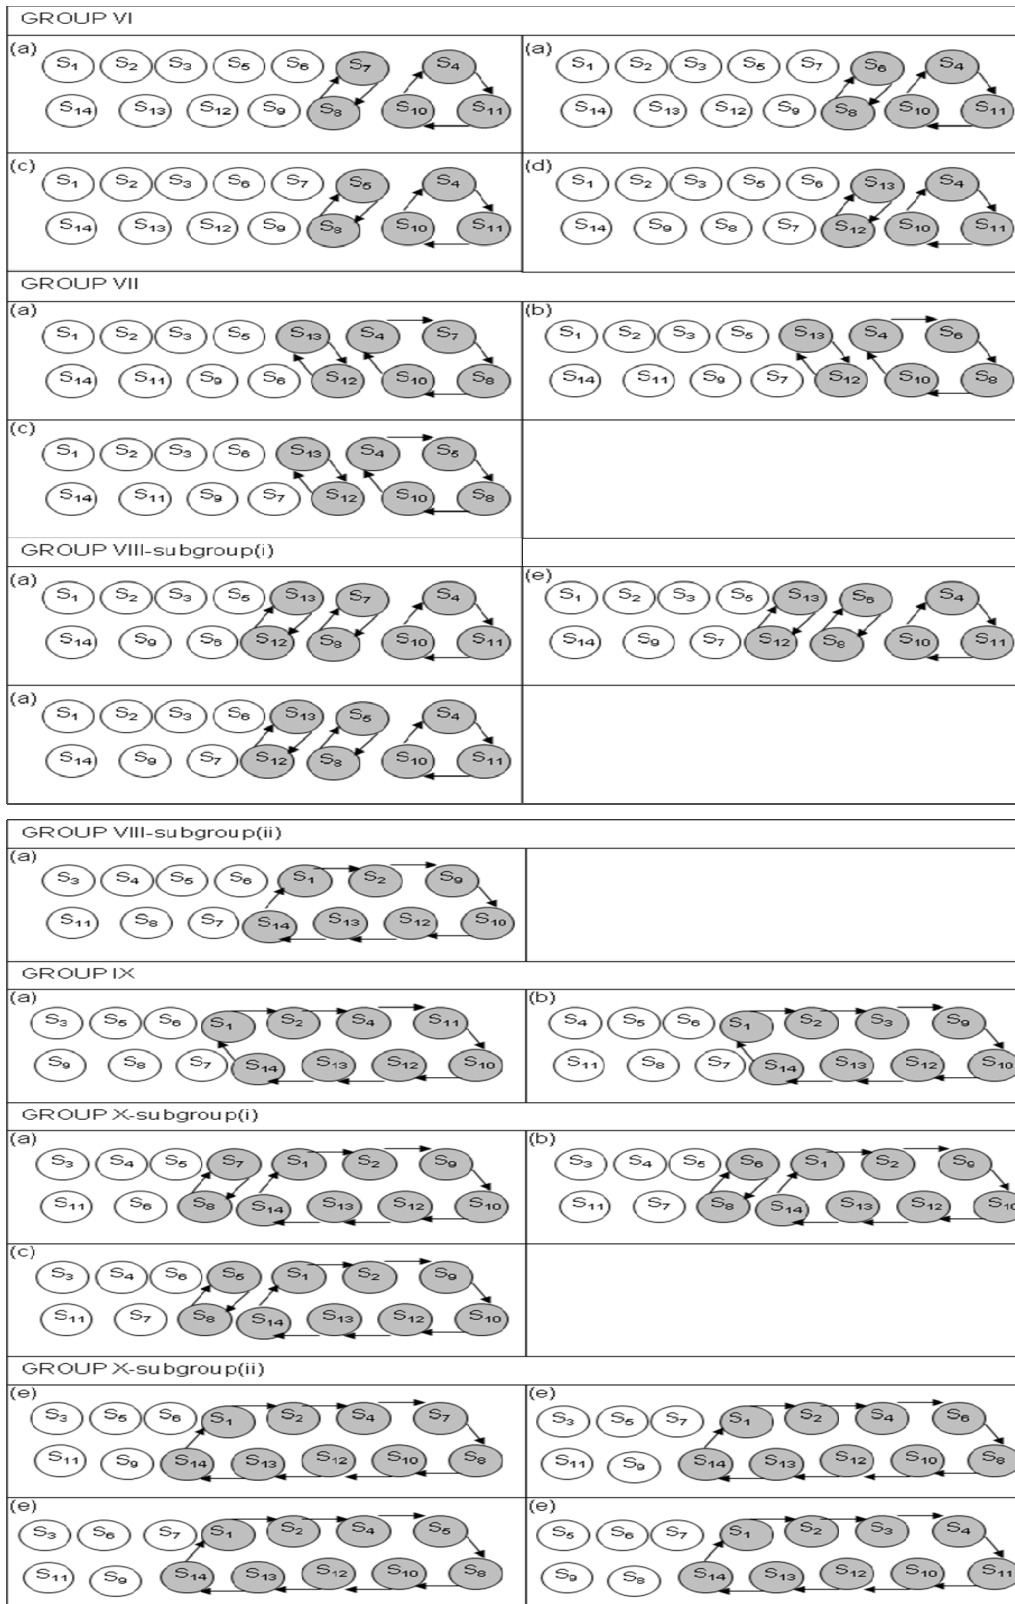 GROUP VI
(a) S₁ S₂ S₃ S₅ S₆ S₇ S₄
S₁₄ S₁₃ S₁₂ S₉ S₈ S₁₀ S₁₁
(a) S₁ S₂ S₃ S₅ S₇ S₆ S₄
S₁₄ S₁₃ S₁₂ S₉ S₈ S₁₀ S₁₁
(c) S₁ S₂ S₃ S₆ S₇ S₅ S₄
S₁₄ S₁₃ S₁₂ S₉ S₈ S₁₀ S₁₁
(d) S₁ S₂ S₃ S₅ S₆ S₁₃ S₄
S₁₄ S₉ S₈ S₇ S₁₂ S₁₀ S₁₁
GROUP VII
(a) S₁ S₂ S₃ S₅ S₁₃ S₄ S₇
S₁₄ S₁₁ S₉ S₆ S₁₂ S₁₀ S₈
(b) S₁ S₂ S₃ S₅ S₁₃ S₄ S₆
S₁₄ S₁₁ S₉ S₇ S₁₂ S₁₀ S₈
(c) S₁ S₂ S₃ S₆ S₁₃ S₄ S₅
S₁₄ S₁₁ S₉ S₇ S₁₂ S₁₀ S₈
GROUP VIII-subgroup(i)
(a) S₁ S₂ S₃ S₅ S₁₃ S₇ S₄
S₁₄ S₉ S₆ S₁₂ S₈ S₁₀ S₁₁
(e) S₁ S₂ S₃ S₅ S₁₃ S₆ S₄
S₁₄ S₉ S₇ S₁₂ S₈ S₁₀ S₁₁
(a) S₁ S₂ S₃ S₆ S₁₃ S₅ S₄
S₁₄ S₉ S₇ S₁₂ S₈ S₁₀ S₁₁
GROUP VIII-subgroup(ii)
(a) S₃ S₄ S₅ S₆ S₁ S₂ S₉
S₁₁ S₈ S₇ S₁₄ S₁₃ S₁₂ S₁₀
GROUP IX
(a) S₃ S₅ S₆ S₁ S₂ S₄ S₁₁
S₉ S₈ S₇ S₁₄ S₁₃ S₁₂ S₁₀
(b) S₄ S₅ S₆ S₁ S₂ S₃ S₉
S₁₁ S₈ S₇ S₁₄ S₁₃ S₁₂ S₁₀
GROUP X-subgroup(i)
(a) S₃ S₄ S₅ S₇ S₁ S₂ S₉
S₁₁ S₆ S₈ S₁₄ S₁₃ S₁₂ S₁₀
(b) S₃ S₄ S₅ S₆ S₁ S₂ S₉
S₁₁ S₇ S₈ S₁₄ S₁₃ S₁₂ S₁₀
(c) S₃ S₄ S₆ S₅ S₁ S₂ S₉
S₁₁ S₇ S₈ S₁₄ S₁₃ S₁₂ S₁₀
GROUP X-subgroup(ii)
(e) S₃ S₅ S₆ S₁ S₂ S₄ S₇
S₁₁ S₉ S₁₄ S₁₃ S₁₂ S₁₀ S₈
(e) S₃ S₅ S₇ S₁ S₂ S₄ S₆
S₁₁ S₉ S₁₄ S₁₃ S₁₂ S₁₀ S₈
(e) S₃ S₆ S₇ S₁ S₂ S₄ S₅
S₁₁ S₉ S₁₄ S₁₃ S₁₂ S₁₀ S₈
(e) S₅ S₆ S₇ S₁ S₂ S₃ S₄
S₉ S₈ S₁₄ S₁₃ S₁₂ S₁₀ S₁₁